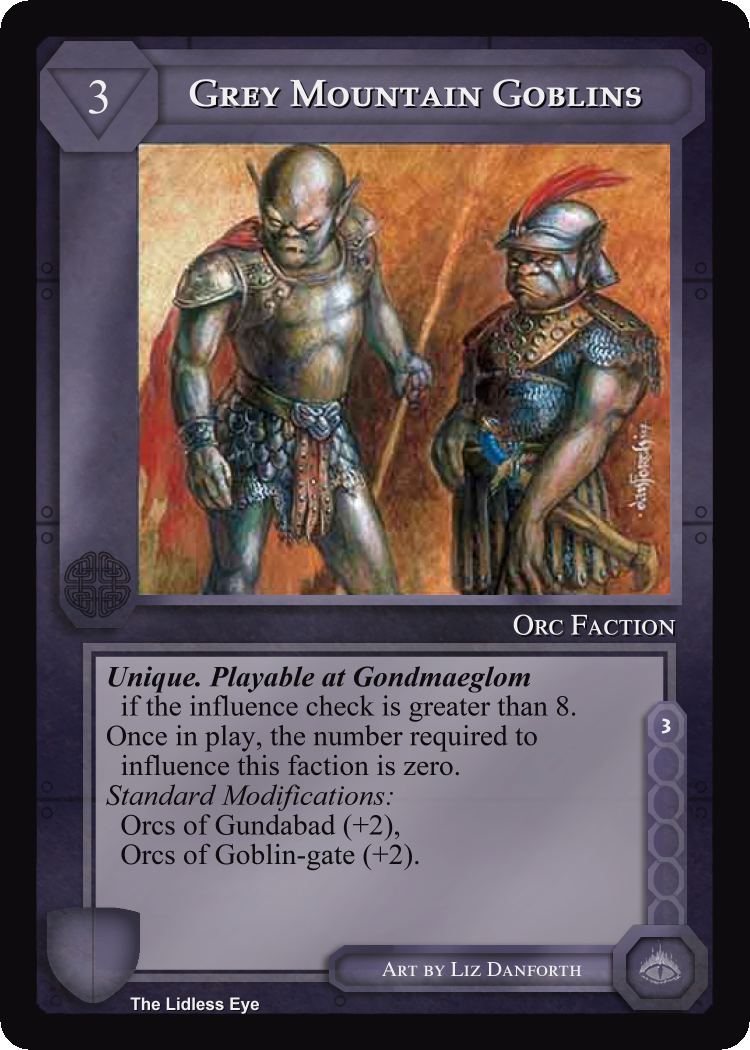 3
Grey Mountain Goblins
danforth '97
Orc Faction
Unique. Playable at Gondmaeglom
if the influence check is greater than 8.
Once in play, the number required to
influence this faction is zero.
Standard Modifications:
Orcs of Gundabad (+2),
Orcs of Goblin-gate (+2).
3
Art by Liz Danforth
The Lidless Eye